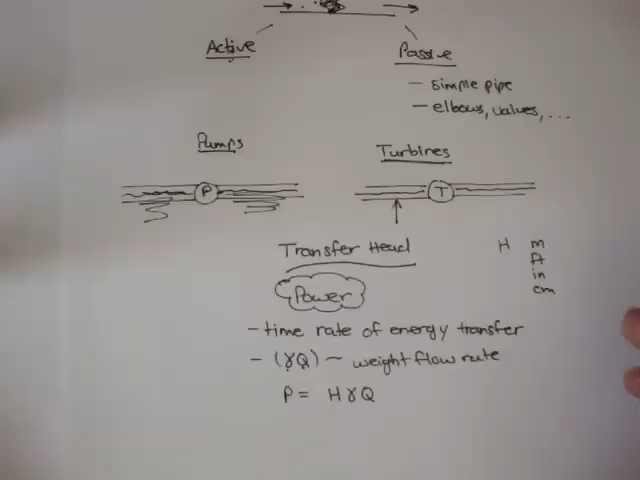 Active
Passive
- simple pipe
- elbows, valves, ...
Pumps
Turbines
P
T
Transfer Head
H m
ft
in
cm
Power
- time rate of energy transfer
- (γQ) ~ weight flow rate
P = HγQ